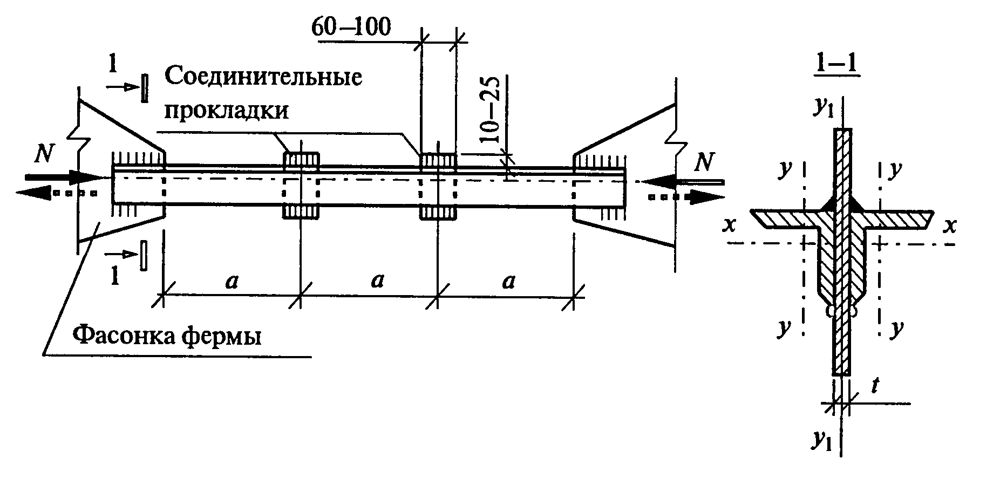 60–100
1
Соединительные
прокладки
10–25
N
N
a
a
a
1
Фасонка фермы
1–1
y₁
y
y
x
x
y
y
t
y₁